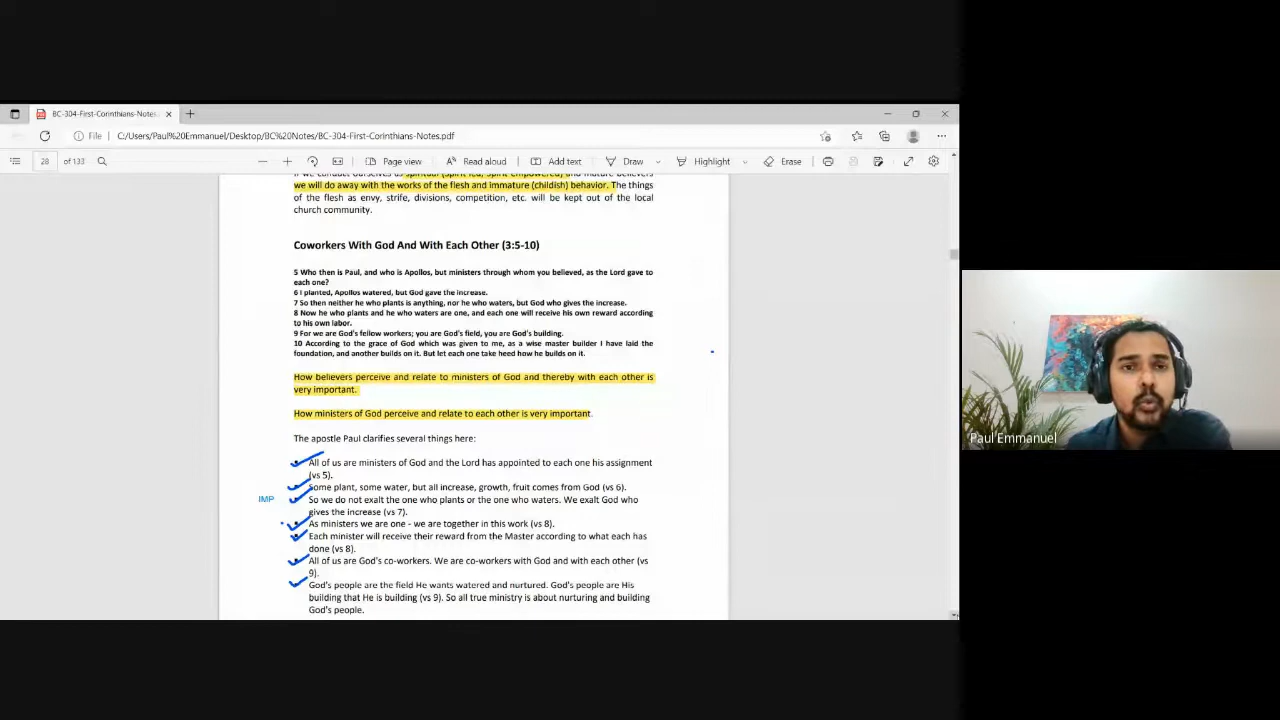 BC-304-First-Corinthians-Notes.
File C:/Users/Paul%20Emmanuel/Desktop/BC%20Notes/BC-304-First-Corinthians-Notes.pdf
28 of 133 Page view Read aloud Add text Draw Highlight Erase
If we conduct ourselves as spiritual (Spirit led, Spirit empowered) and mature believers
we will do away with the works of the flesh and immature (childish) behavior. The things
of the flesh as envy, strife, divisions, competition, etc. will be kept out of the local
church community.
Coworkers With God And With Each Other (3:5-10)
5 Who then is Paul, and who is Apollos, but ministers through whom you believed, as the Lord gave to
each one?
6 I planted, Apollos watered, but God gave the increase.
7 So then neither he who plants is anything, nor he who waters, but God who gives the increase.
8 Now he who plants and he who waters are one, and each one will receive his own reward according
to his own labor.
9 For we are God's fellow workers; you are God's field, you are God's building.
10 According to the grace of God which was given to me, as a wise master builder I have laid the
foundation, and another builds on it. But let each one take heed how he builds on it.
How believers perceive and relate to ministers of God and thereby with each other is
very important.
How ministers of God perceive and relate to each other is very important.
The apostle Paul clarifies several things here:
All of us are ministers of God and the Lord has appointed to each one his assignment
(vs 5).
Some plant, some water, but all increase, growth, fruit comes from God (vs 6).
IMP So we do not exalt the one who plants or the one who waters. We exalt God who
gives the increase (vs 7).
As ministers we are one - we are together in this work (vs 8).
Each minister will receive their reward from the Master according to what each has
done (vs 8).
All of us are God's co-workers. We are co-workers with God and with each other (vs
9).
God's people are the field He wants watered and nurtured. God's people are His
building that He is building (vs 9). So all true ministry is about nurturing and building
God's people.
Paul Emmanuel